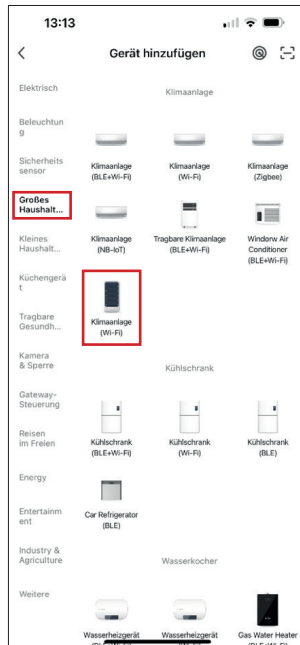 13:13
Gerät hinzufügen
Elektrisch
Beleuchtun
g
Sicherheits
sensor
Großes
Haushalt...
Kleines
Haushalt...
Küchengerä
t
Tragbare
Gesundh...
Kamera
& Sperre
Gateway-
Steuerung
Reisen
im Freien
Energy
Entertainm
ent
Industry &
Agriculture
Weitere
Klimaanlage
Klimaanlage
(BLE+Wi-Fi)
Klimaanlage
(Wi-Fi)
Klimaanlage
(Zigbee)
Klimaanlage
(NB-IoT)
Tragbare Klimaanlage
(BLE+Wi-Fi)
Window Air
Conditioner
(BLE+Wi-Fi)
Klimaanlage
(Wi-Fi)
Kühlschrank
Kühlschrank
(BLE+Wi-Fi)
Kühlschrank
(Wi-Fi)
Kühlschrank
(BLE)
Car Refrigerator
(BLE)
Wasserkocher
Wasserheizgerät
Wasserheizgerät
Gas Water Heater